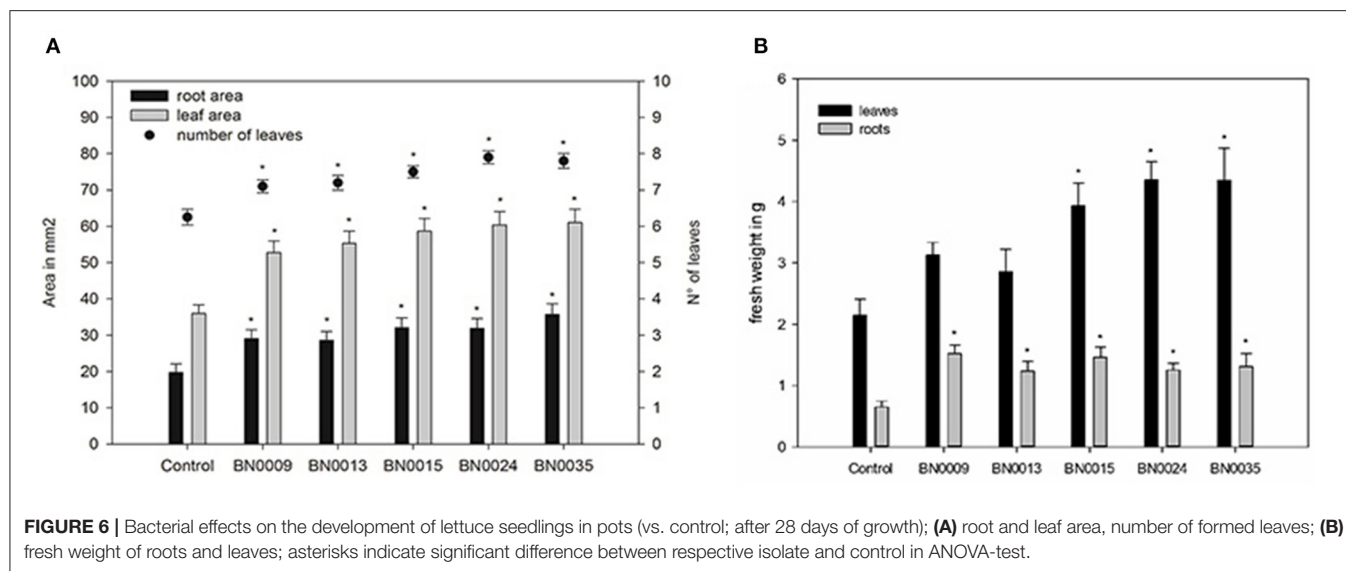 A
100
90
80
70
60
50
40
30
20
10
0
Area in mm2
root area
leaf area
number of leaves
10
9
8
7
6
5
4
3
2
1
0
N° of leaves
* * * * *
* * * * *
* * * * *
Control BN0009 BN0013 BN0015 BN0024 BN0035
B
6
5
4
3
2
1
0
fresh weight in g
leaves
roots
* * *
* * * * *
Control BN0009 BN0013 BN0015 BN0024 BN0035
FIGURE 6 | Bacterial effects on the development of lettuce seedlings in pots (vs. control; after 28 days of growth); (A) root and leaf area, number of formed leaves; (B)
fresh weight of roots and leaves; asterisks indicate significant difference between respective isolate and control in ANOVA-test.